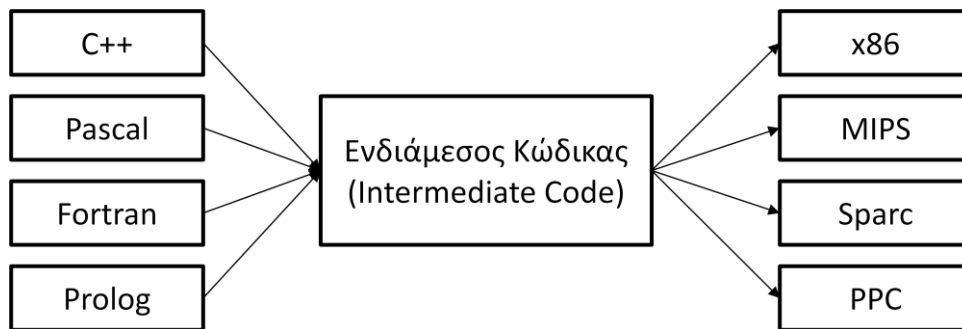 C++
Pascal
Fortran
Prolog
Ενδιάμεσος Κώδικας
(Intermediate Code)
x86
MIPS
Sparc
PPC